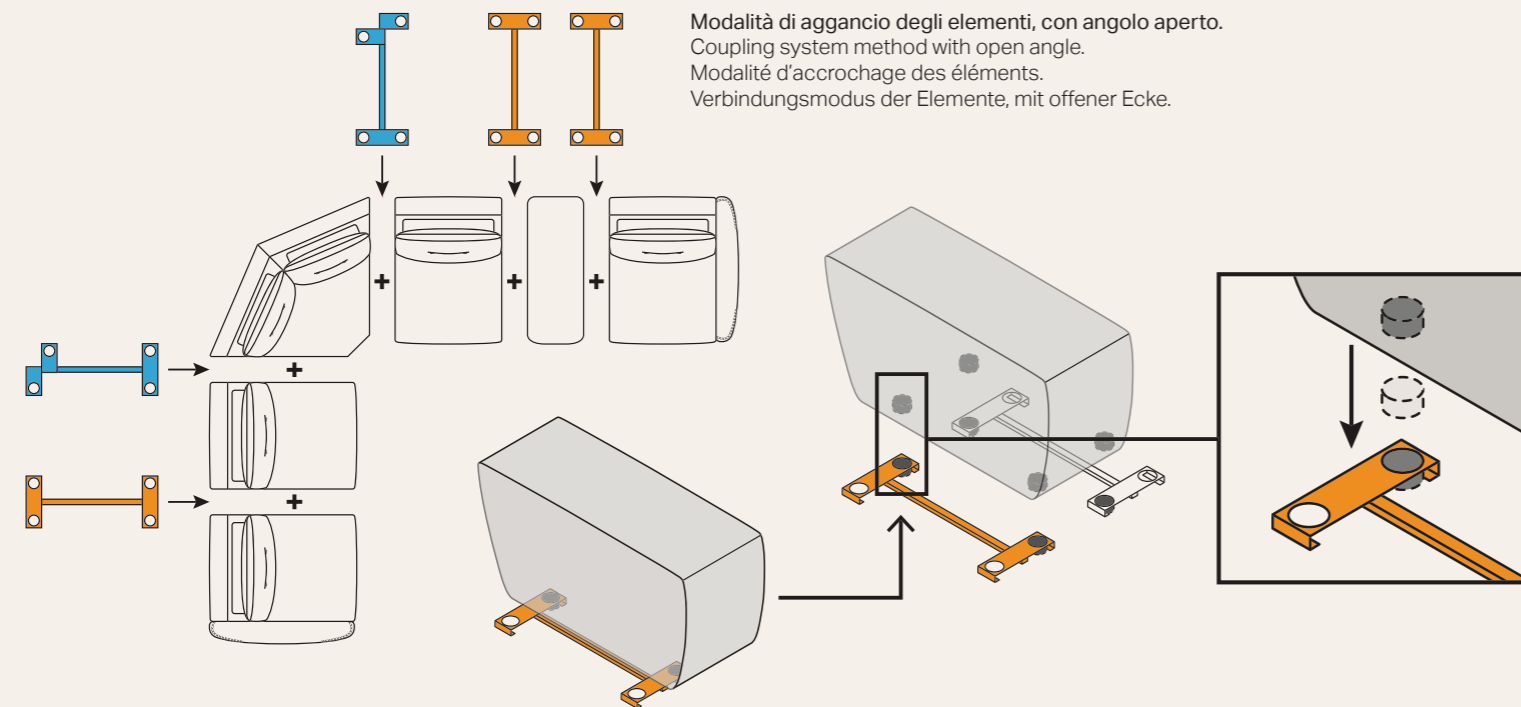 Modalità di aggancio degli elementi, con angolo aperto.
Coupling system method with open angle.
Modalité d'accrochage des éléments.
Verbindungsmodus der Elemente, mit offener Ecke.